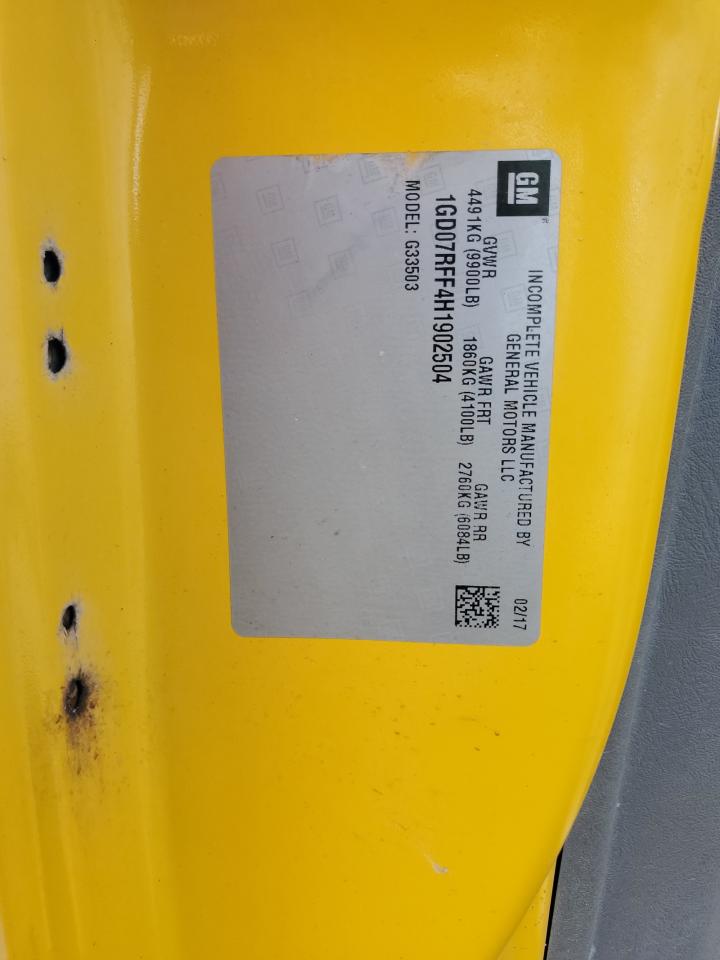 GM
INCOMPLETE VEHICLE MANUFACTURED BY
GENERAL MOTORS LLC
02/17
GVWR GAWR FRT GAWR RR
4491KG (9900LB) 1860KG (4100LB) 2760KG (6084LB)
1GD07RFF4H1902504
MODEL: G33503